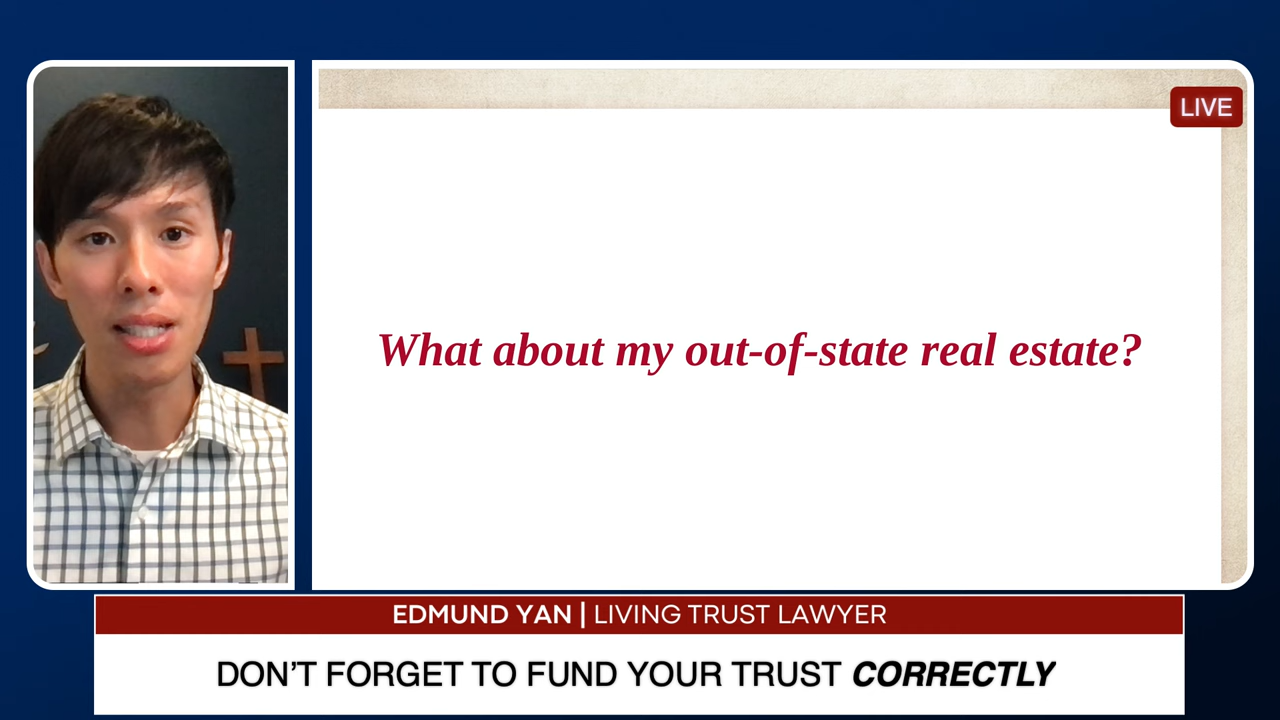 LIVE
What about my out-of-state real estate?
EDMUND YAN | LIVING TRUST LAWYER
DON'T FORGET TO FUND YOUR TRUST CORRECTLY